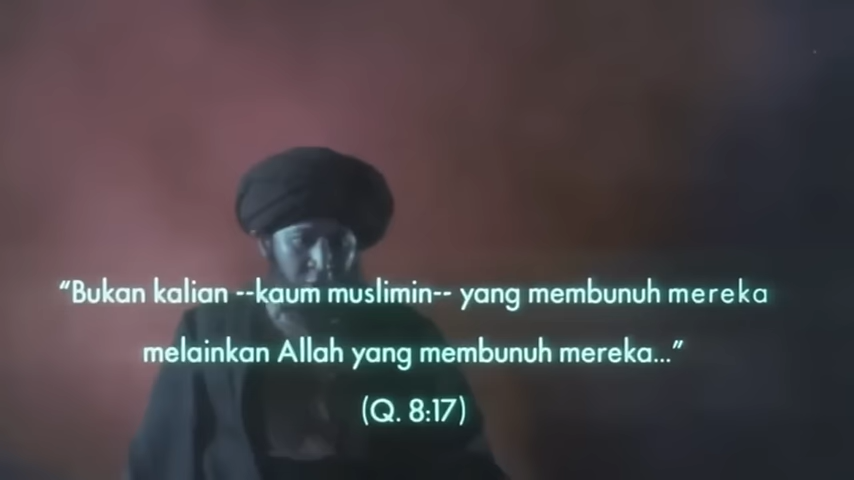 “Bukan kalian --kaum muslimin-- yang membunuh mereka
melainkan Allah yang membunuh mereka...”
(Q. 8:17)